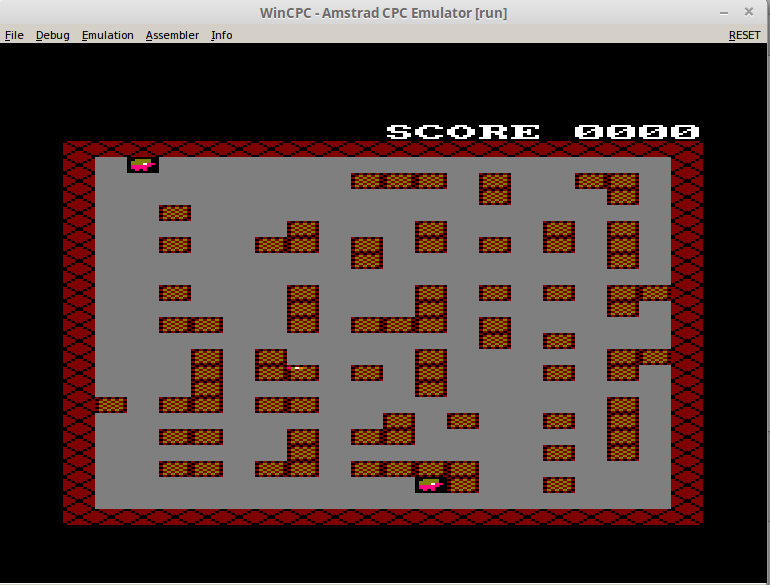 WinCPC - Amstrad CPC Emulator [run]
File Debug Emulation Assembler Info RESET
SCORE 0000